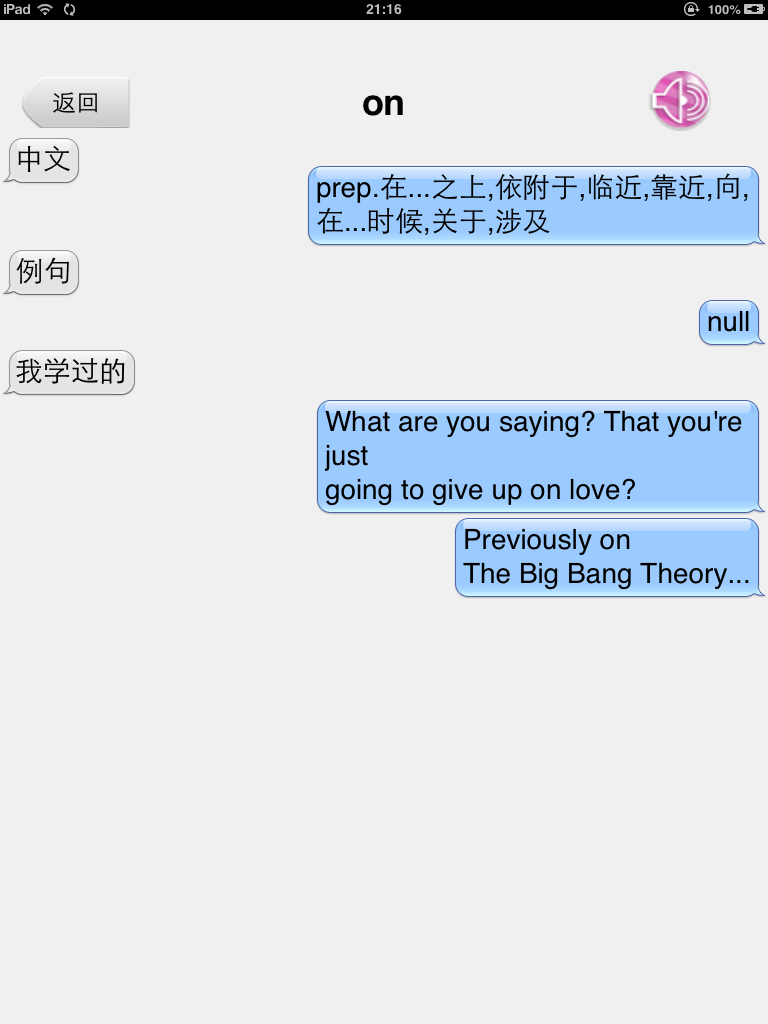 iPad 21:16 100%
返回 on
中文
prep.在...之上,依附于,临近,靠近,向,
在...时候,关于,涉及
例句
null
我学过的
What are you saying? That you're
just
going to give up on love?
Previously on
The Big Bang Theory...